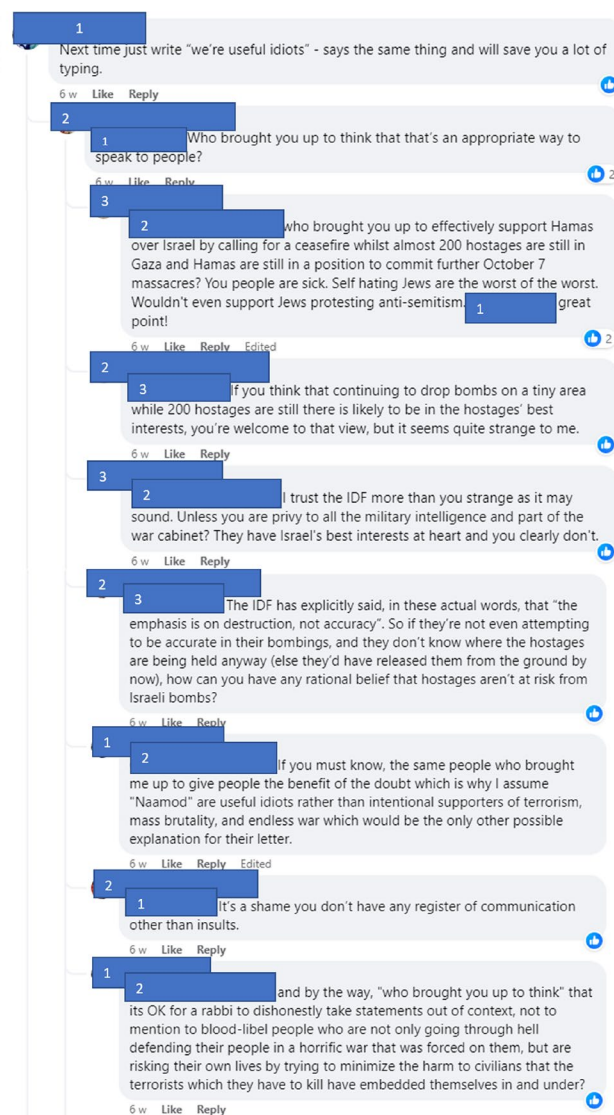 1
Next time just write “we’re useful idiots” - says the same thing and will save you a lot of
typing.
6 w Like Reply
2
1 Who brought you up to think that that’s an appropriate way to
speak to people?
6 w Like Reply 2
3
2 who brought you up to effectively support Hamas
over Israel by calling for a ceasefire whilst almost 200 hostages are still in
Gaza and Hamas are still in a position to commit further October 7
massacres? You people are sick. Self hating Jews are the worst of the worst.
Wouldn't even support Jews protesting anti-semitism. 1 great
point!
6 w Like Reply Edited 2
2
3 If you think that continuing to drop bombs on a tiny area
while 200 hostages are still there is likely to be in the hostages’ best
interests, you’re welcome to that view, but it seems quite strange to me.
6 w Like Reply
3
2 I trust the IDF more than you strange as it may
sound. Unless you are privy to all the military intelligence and part of the
war cabinet? They have Israel's best interests at heart and you clearly don't.
6 w Like Reply
2
3 The IDF has explicitly said, in these actual words, that “the
emphasis is on destruction, not accuracy”. So if they’re not even attempting
to be accurate in their bombings, and they don’t know where the hostages
are being held anyway (else they’d have released them from the ground by
now), how can you have any rational belief that hostages aren’t at risk from
Israeli bombs?
6 w Like Reply
1
2 If you must know, the same people who brought
me up to give people the benefit of the doubt which is why I assume
"Naamod" are useful idiots rather than intentional supporters of terrorism,
mass brutality, and endless war which would be the only other possible
explanation for their letter.
6 w Like Reply Edited
2
1 It’s a shame you don’t have any register of communication
other than insults.
6 w Like Reply
1
2 and by the way, "who brought you up to think" that
its OK for a rabbi to dishonestly take statements out of context, not to
mention to blood-libel people who are not only going through hell
defending their people in a horrific war that was forced on them, but are
risking their own lives by trying to minimize the harm to civilians that the
terrorists which they have to kill have embedded themselves in and under?
6 w Like Reply